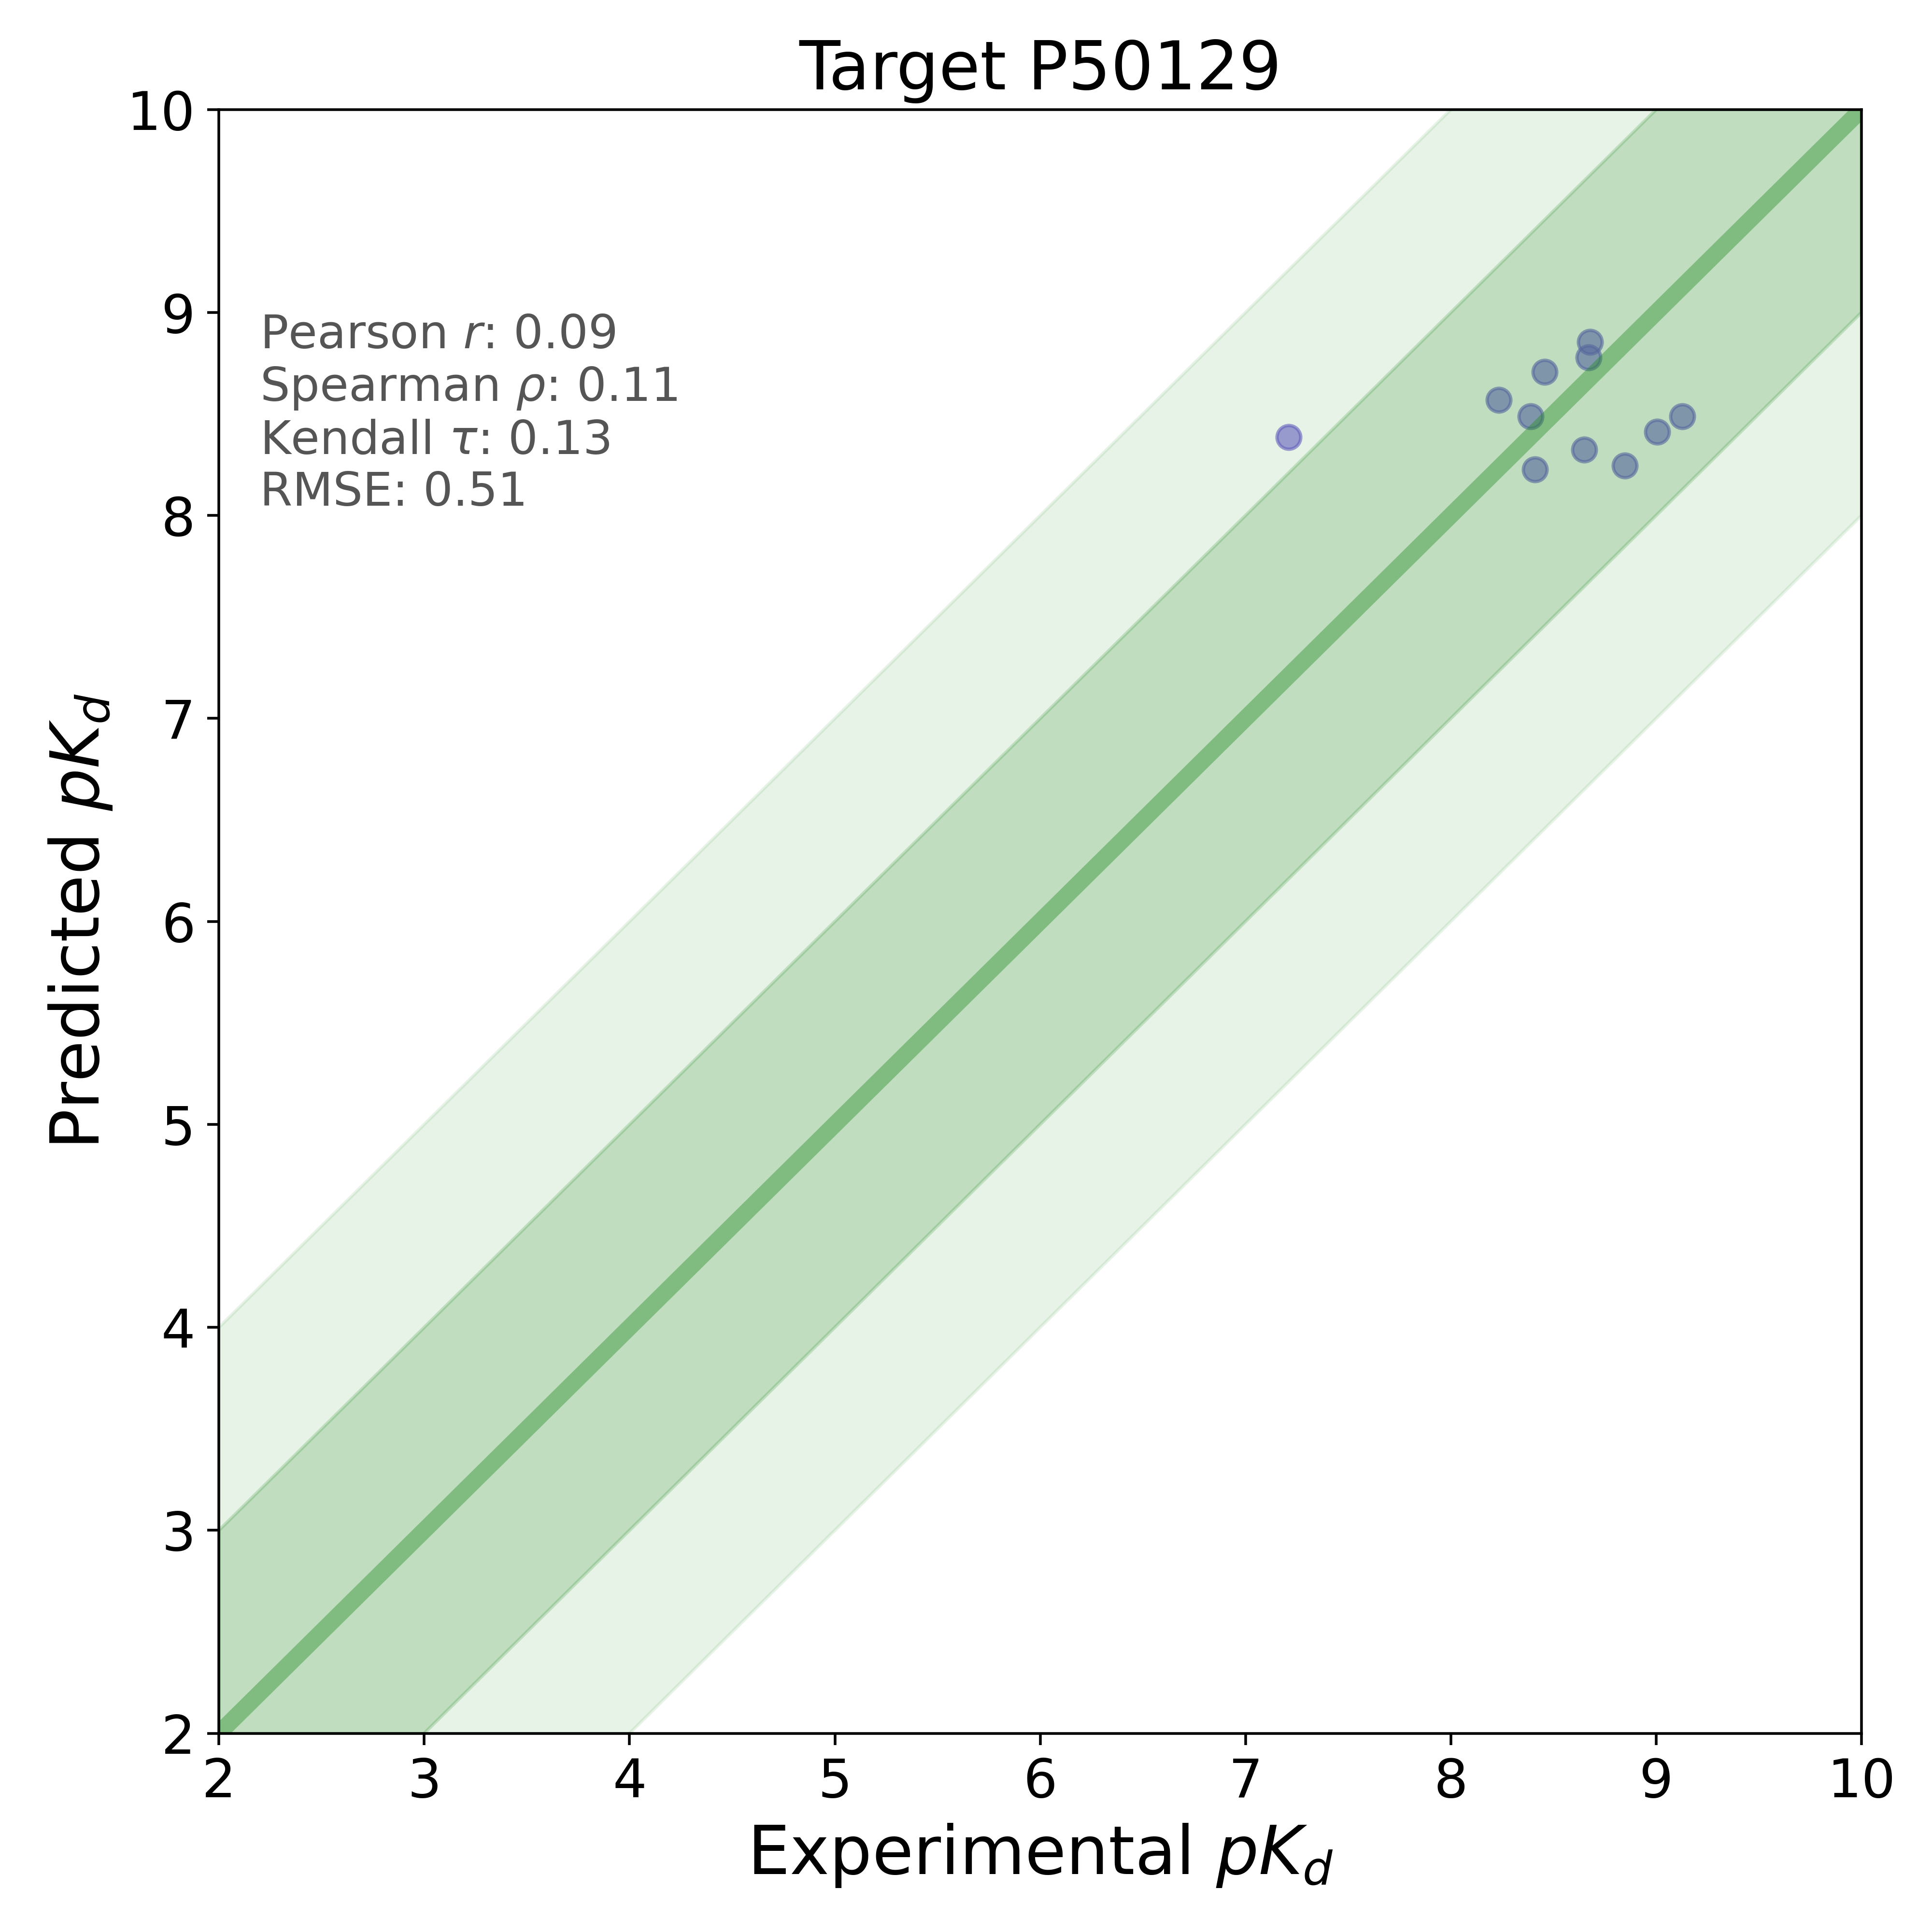 Target P50129
10
9
8
7
6
5
4
3
2
Predicted pKd
Pearson r: 0.09
Spearman ρ: 0.11
Kendall τ: 0.13
RMSE: 0.51
2 3 4 5 6 7 8 9 10
Experimental pKd